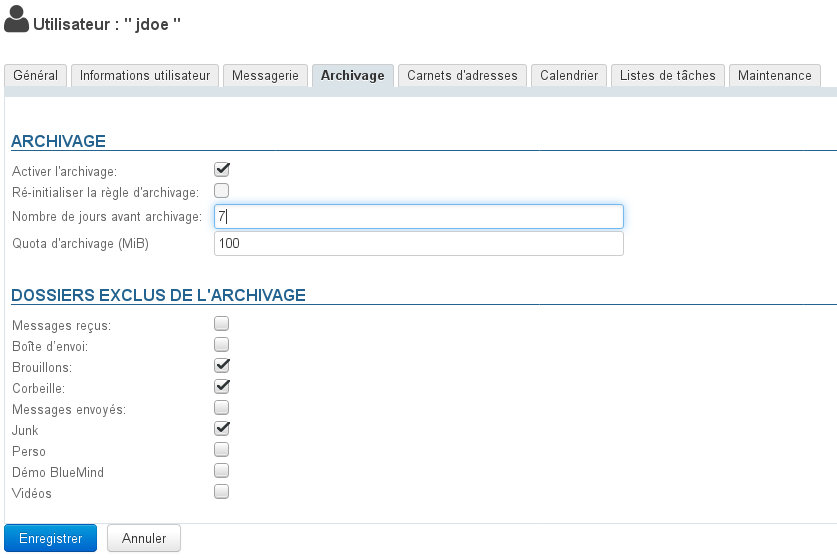 Utilisateur : " jdoe "
Général Informations utilisateur Messagerie Archivage Carnets d'adresses Calendrier Listes de tâches Maintenance
ARCHIVAGE
Activer l'archivage:
Ré-initialiser la règle d'archivage:
Nombre de jours avant archivage: 7
Quota d'archivage (MiB) 100
DOSSIERS EXCLUS DE L'ARCHIVAGE
Messages reçus:
Boîte d'envoi:
Brouillons:
Corbeille:
Messages envoyés:
Junk
Perso
Démo BlueMind
Vidéos
Enregistrer Annuler